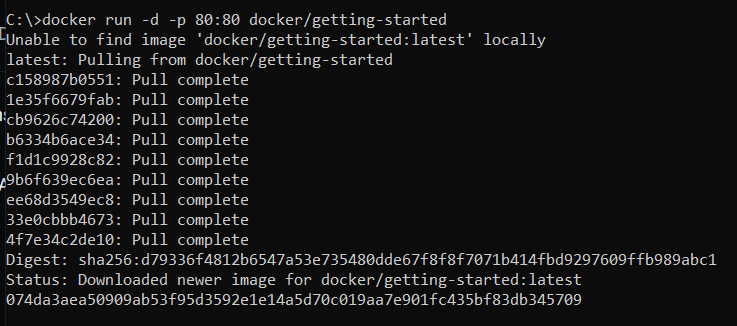 C:\>docker run -d -p 80:80 docker/getting-started
Unable to find image 'docker/getting-started:latest' locally
latest: Pulling from docker/getting-started
c158987b0551: Pull complete
1e35f6679fab: Pull complete
cb9626c74200: Pull complete
b6334b6ace34: Pull complete
f1d1c9928c82: Pull complete
9b6f639ec6ea: Pull complete
ee68d3549ec8: Pull complete
33e0cbbb4673: Pull complete
4f7e34c2de10: Pull complete
Digest: sha256:d79336f4812b6547a53e735480dde67f8f8f7071b414fbd9297609ffb989abc1
Status: Downloaded newer image for docker/getting-started:latest
074da3aea50909ab53f95d3592e1e14a5d70c019aa7e901fc435bf83db345709